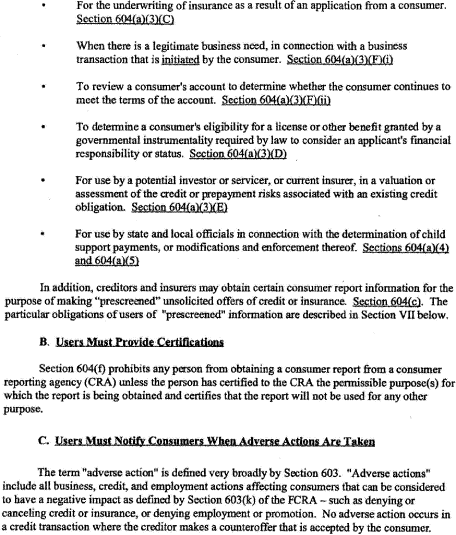 • For the underwriting of insurance as a result of an application from a consumer.
Section 604(a)(3)(C)
• When there is a legitimate business need, in connection with a business
transaction that is initiated by the consumer. Section 604(a)(3)(F)(i)
• To review a consumer's account to determine whether the consumer continues to
meet the terms of the account. Section 604(a)(3)(F)(ii)
• To determine a consumer's eligibility for a license or other benefit granted by a
governmental instrumentality required by law to consider an applicant's financial
responsibility or status. Section 604(a)(3)(D)
• For use by a potential investor or servicer, or current insurer, in a valuation or
assessment of the credit or prepayment risks associated with an existing credit
obligation. Section 604(a)(3)(E)
• For use by state and local officials in connection with the determination of child
support payments, or modifications and enforcement thereof. Sections 604(a)(4)
and 604(a)(5)
In addition, creditors and insurers may obtain certain consumer report information for the
purpose of making "prescreened" unsolicited offers of credit or insurance. Section 604(c). The
particular obligations of users of "prescreened" information are described in Section VII below.
B. Users Must Provide Certifications
Section 604(f) prohibits any person from obtaining a consumer report from a consumer
reporting agency (CRA) unless the person has certified to the CRA the permissible purpose(s) for
which the report is being obtained and certifies that the report will not be used for any other
purpose.
C. Users Must Notify Consumers When Adverse Actions Are Taken
The term "adverse action" is defined very broadly by Section 603. "Adverse actions"
include all business, credit, and employment actions affecting consumers that can be considered
to have a negative impact as defined by Section 603(k) of the FCRA – such as denying or
canceling credit or insurance, or denying employment or promotion. No adverse action occurs in
a credit transaction where the creditor makes a counteroffer that is accepted by the consumer.